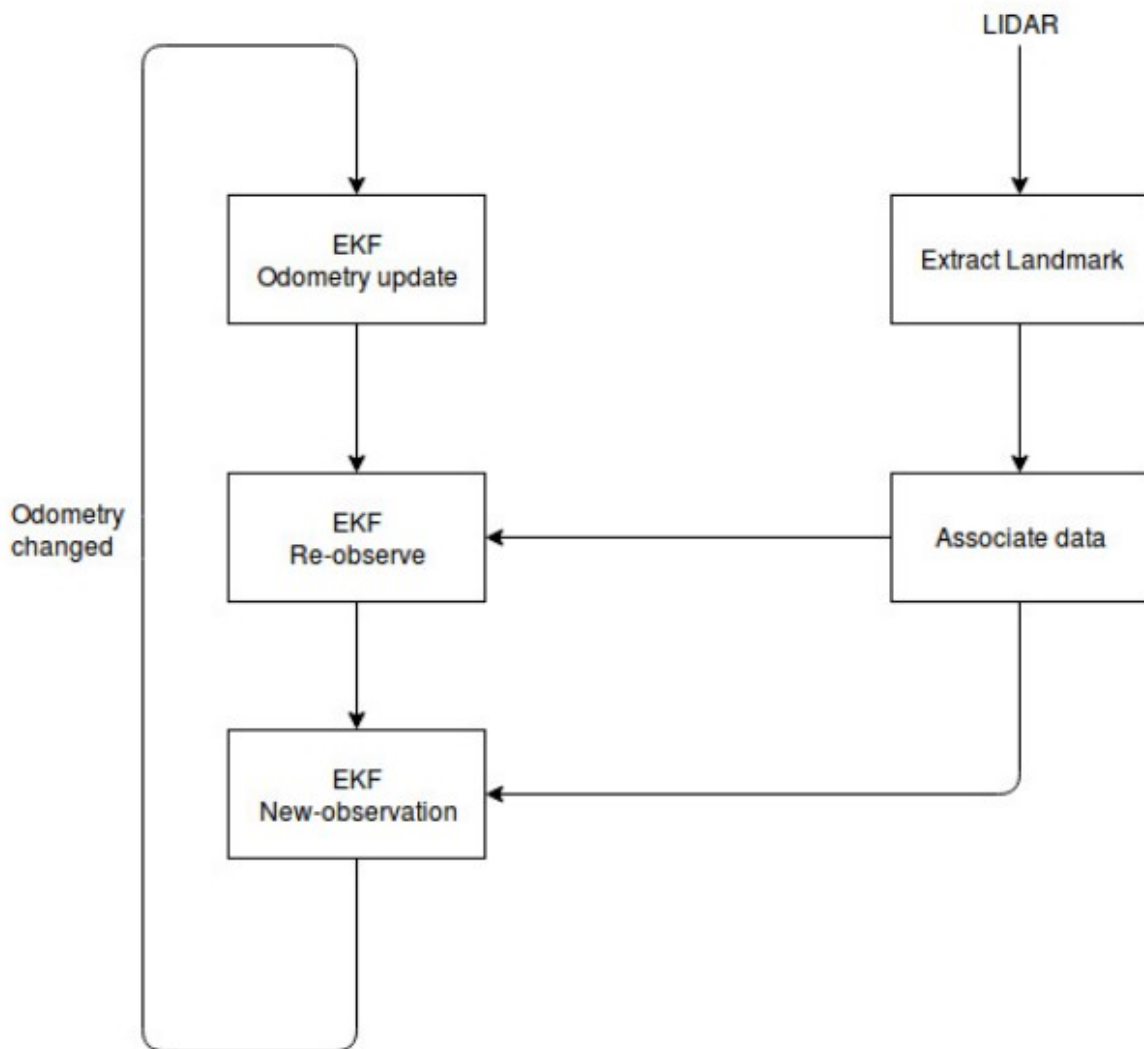 LIDAR
EKF
Odometry update
Extract Landmark
Odometry
changed
EKF
Re-observe
Associate data
EKF
New-observation